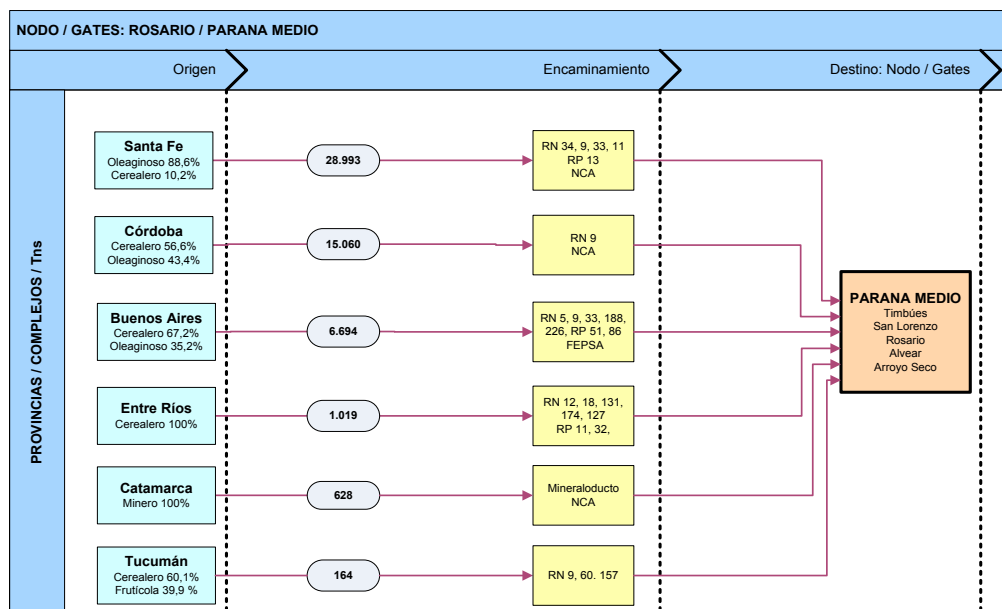 NODO / GATES: ROSARIO / PARANA MEDIO
Origen
Encaminamiento
Destino: Nodo / Gates
PROVINCIAS / COMPLEJOS / Tns
Santa Fe
Oleaginoso 88,6%
Cerealero 10,2%
28.993
RN 34, 9, 33, 11
RP 13
NCA
Córdoba
Cerealero 56,6%
Oleaginoso 43,4%
15.060
RN 9
NCA
Buenos Aires
Cerealero 67,2%
Oleaginoso 35,2%
6.694
RN 5, 9, 33, 188,
226, RP 51, 86
FEPSA
Entre Ríos
Cerealero 100%
1.019
RN 12, 18, 131,
174, 127
RP 11, 32,
Catamarca
Minero 100%
628
Mineraloducto
NCA
Tucumán
Cerealero 60,1%
Frutícola 39,9 %
164
RN 9, 60. 157
PARANA MEDIO
Timbúes
San Lorenzo
Rosario
Alvear
Arroyo Seco